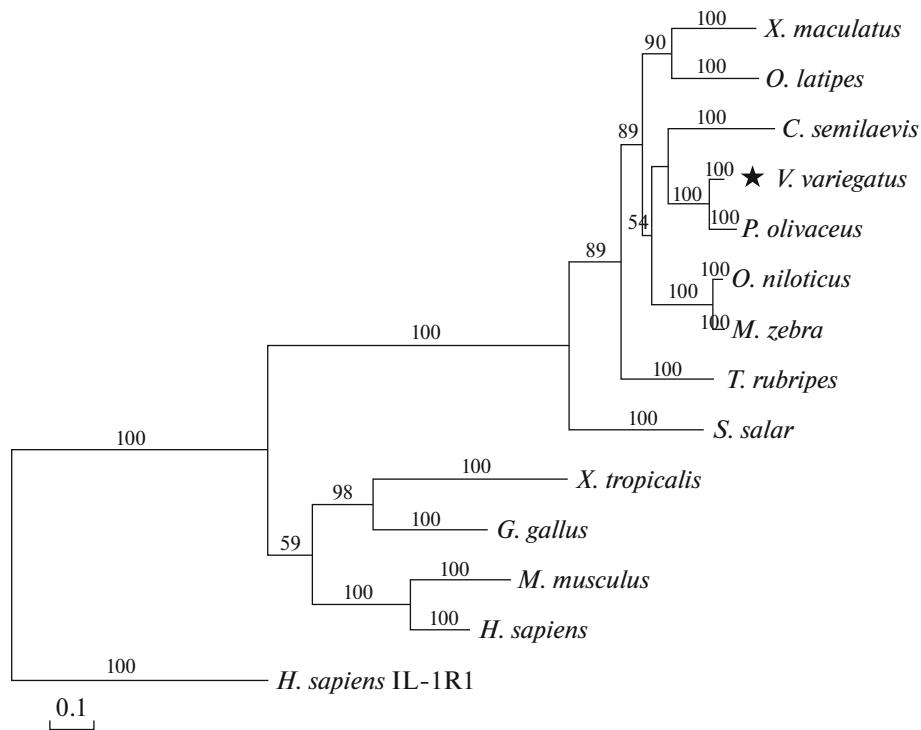 100
X. maculatus
90
100
O. latipes
100
C. semilaevis
89
100
★ V. variegatus
100
100
P. olivaceus
54
89
100
O. niloticus
100
100
M. zebra
100
100
T. rubripes
100
S. salar
100
100
X. tropicalis
98
100
G. gallus
59
100
M. musculus
100
100
H. sapiens
100
H. sapiens IL-1R1
0.1